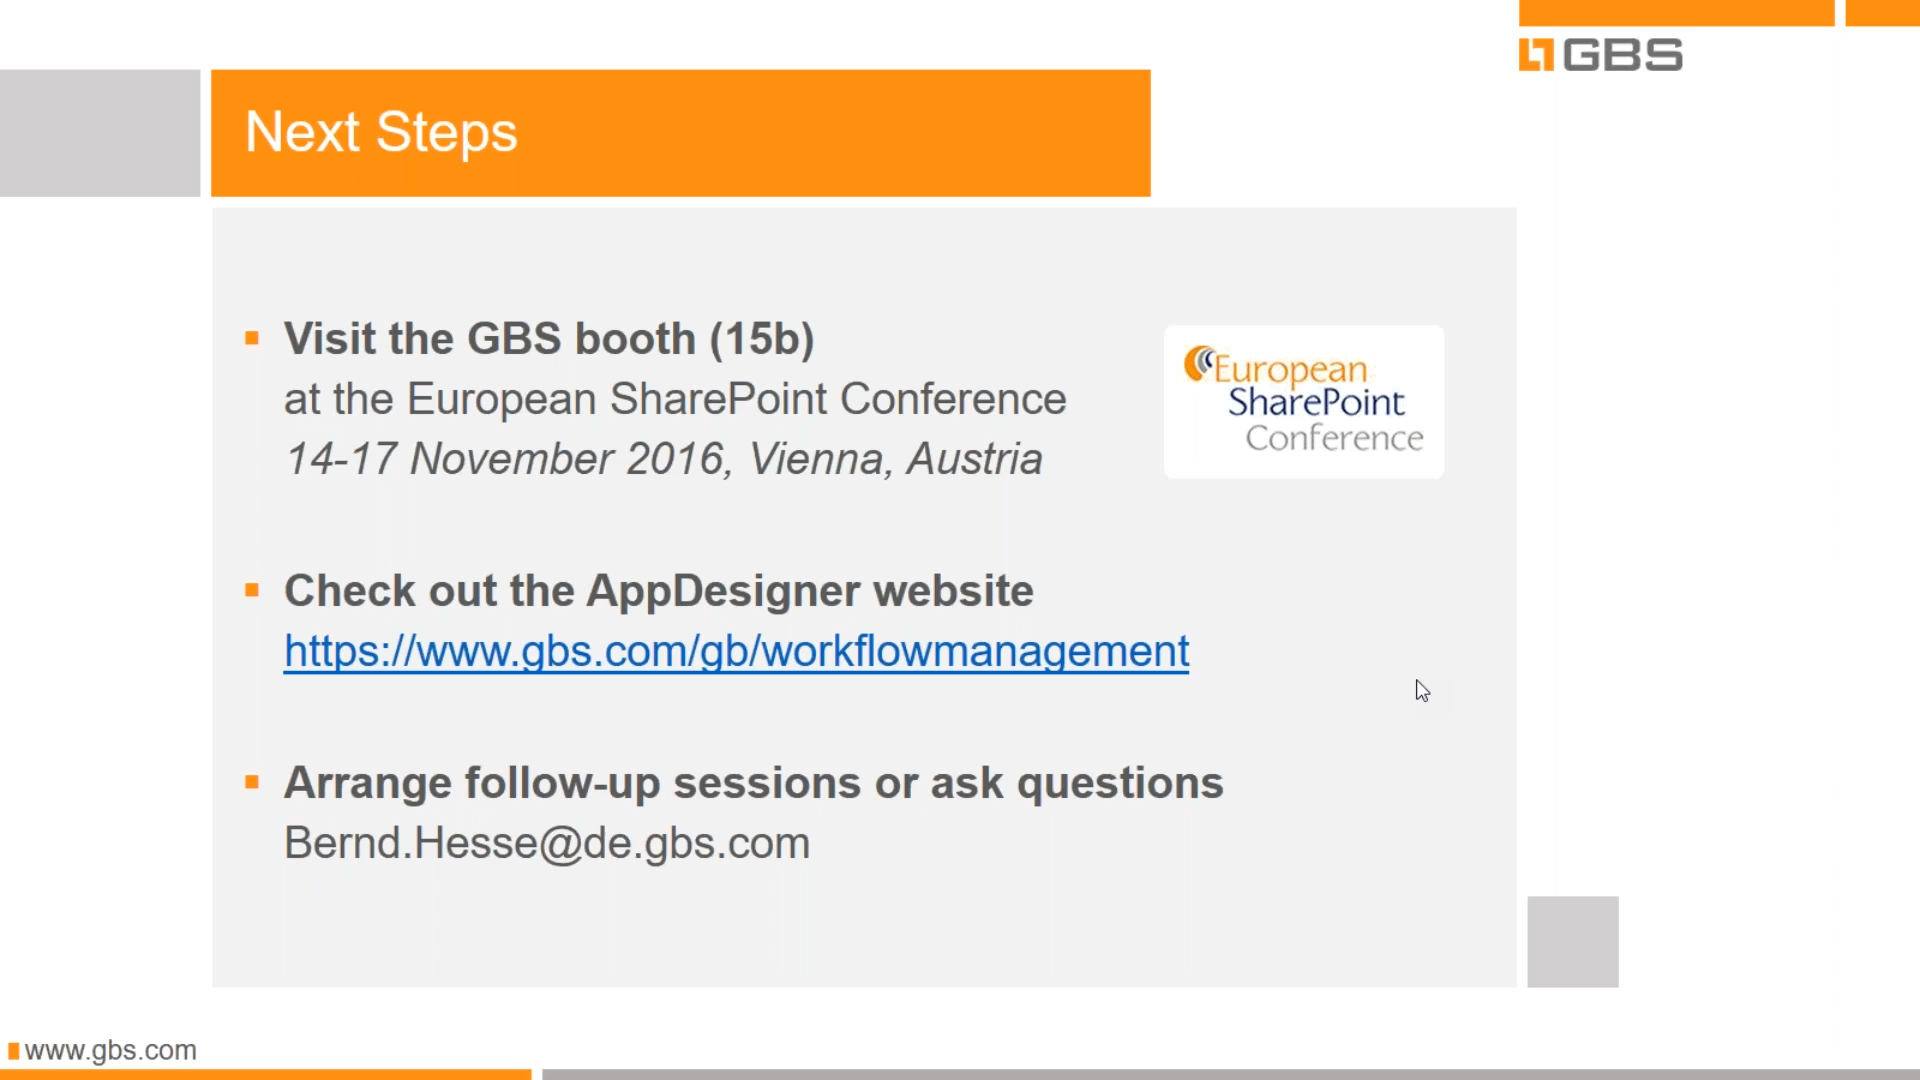 GBS
Next Steps
Visit the GBS booth (15b)
at the European SharePoint Conference
14-17 November 2016, Vienna, Austria
European
SharePoint
Conference
Check out the AppDesigner website
https://www.gbs.com/gb/workflowmanagement
Arrange follow-up sessions or ask questions
Bernd.Hesse@de.gbs.com
www.gbs.com